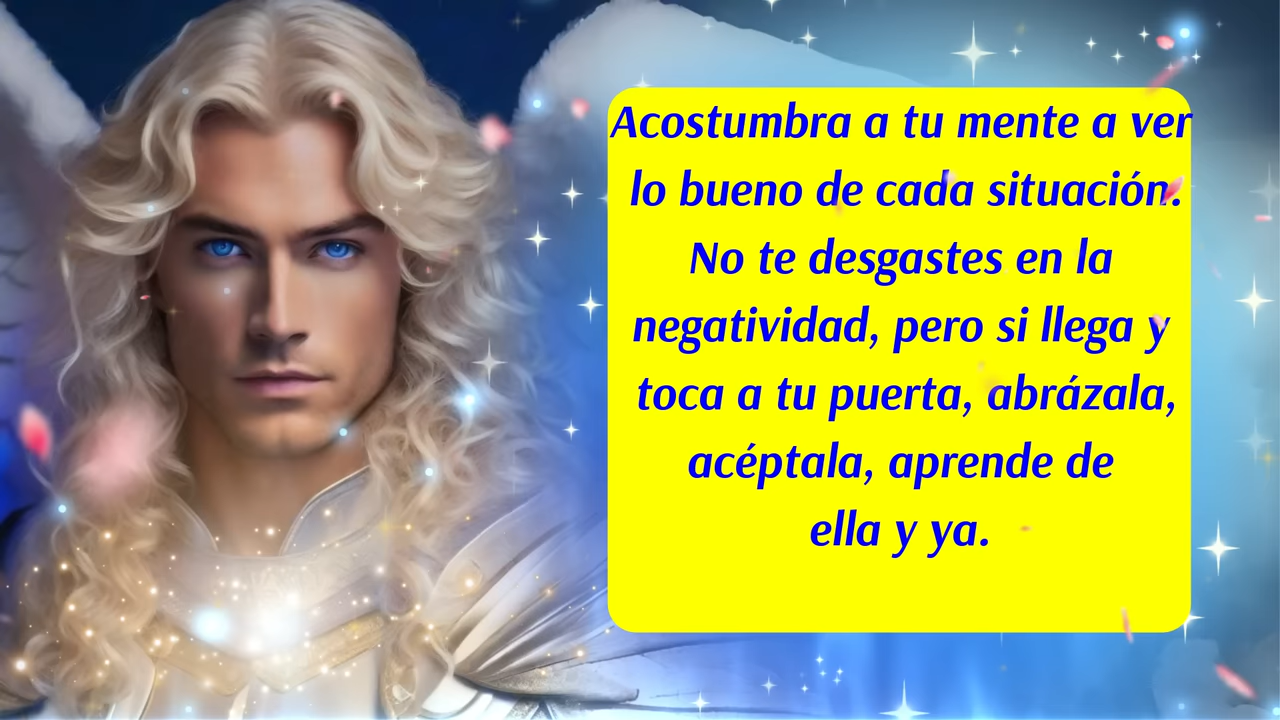 Acostumbra a tu mente a ver
lo bueno de cada situación.
No te desgastes en la
negatividad, pero si llega y
toca a tu puerta, abrázala,
acéptala, aprende de
ella y ya.